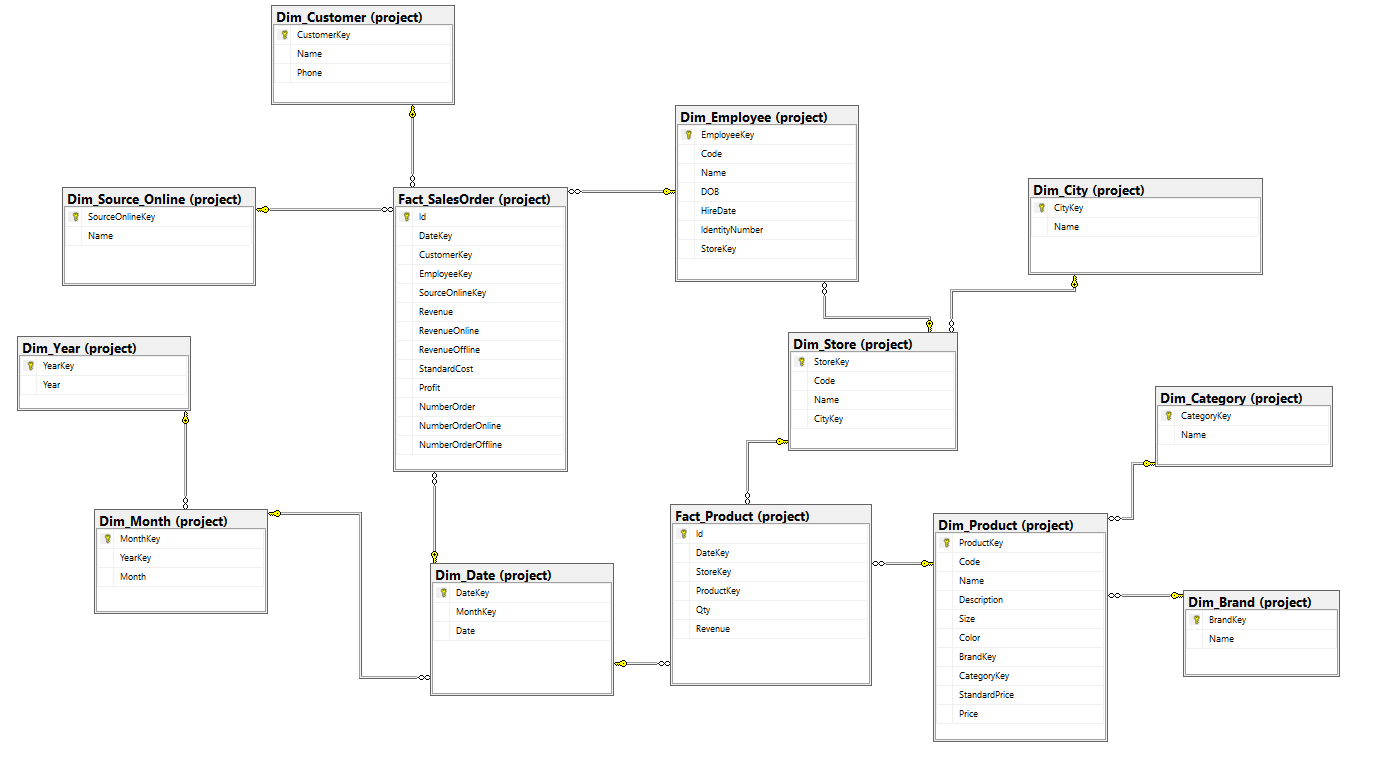 Dim_Customer (project)
CustomerKey
Name
Phone
Dim_Employee (project)
EmployeeKey
Code
Name
DOB
HireDate
IdentityNumber
StoreKey
Dim_City (project)
CityKey
Name
Dim_Source_Online (project)
SourceOnlineKey
Name
Fact_SalesOrder (project)
Id
DateKey
CustomerKey
EmployeeKey
SourceOnlineKey
Revenue
RevenueOnline
RevenueOffline
StandardCost
Profit
NumberOrder
NumberOrderOnline
NumberOrderOffline
Dim_Year (project)
YearKey
Year
Dim_Store (project)
StoreKey
Code
Name
CityKey
Dim_Category (project)
CategoryKey
Name
Dim_Month (project)
MonthKey
YearKey
Month
Dim_Date (project)
DateKey
MonthKey
Date
Fact_Product (project)
Id
DateKey
StoreKey
ProductKey
Qty
Revenue
Dim_Product (project)
ProductKey
Code
Name
Description
Size
Color
BrandKey
CategoryKey
StandardPrice
Price
Dim_Brand (project)
BrandKey
Name